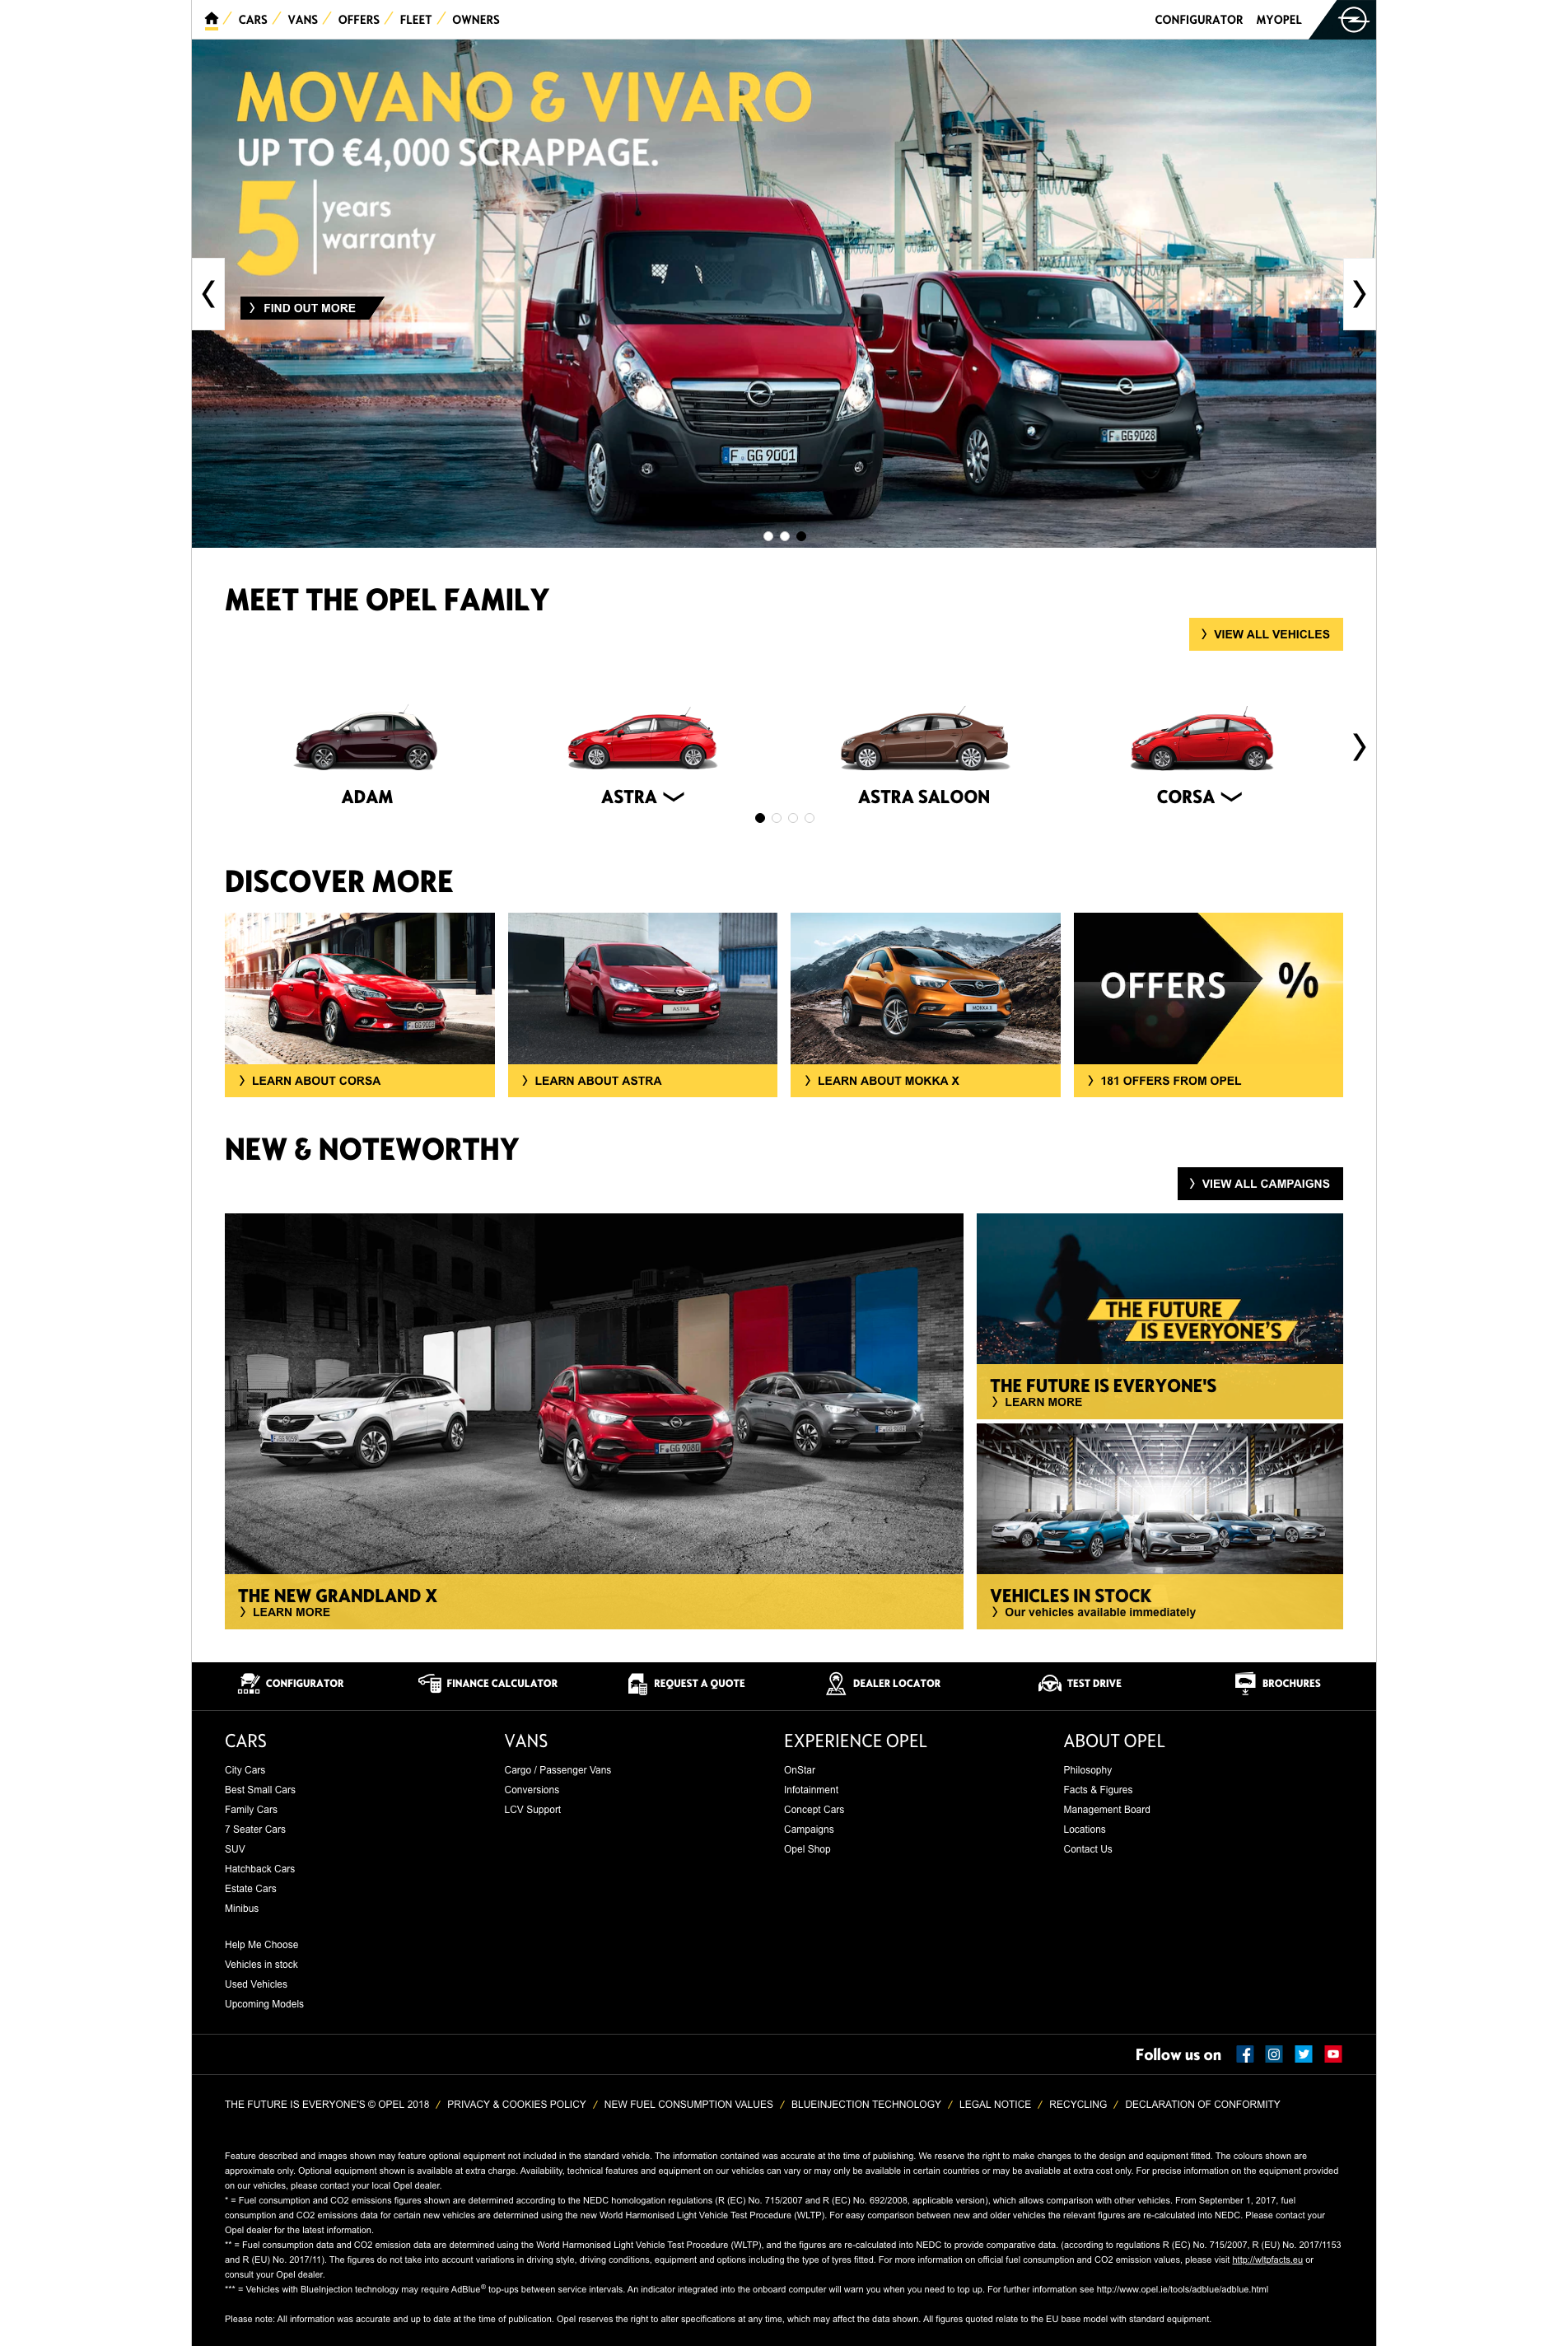 CARS / VANS / OFFERS / FLEET / OWNERS
CONFIGURATOR MYOPEL
MOVANO & VIVARO
UP TO €4,000 SCRAPPAGE.
5 years
warranty
FIND OUT MORE
F GG 9001
F GG 9028
MEET THE OPEL FAMILY
VIEW ALL VEHICLES
ADAM
ASTRA
ASTRA SALOON
CORSA
DISCOVER MORE
ASTRA
MOKKA X
OFFERS %
LEARN ABOUT CORSA
LEARN ABOUT ASTRA
LEARN ABOUT MOKKA X
181 OFFERS FROM OPEL
NEW & NOTEWORTHY
VIEW ALL CAMPAIGNS
THE FUTURE
IS EVERYONE'S
THE FUTURE IS EVERYONE'S
LEARN MORE
F GG 9080
THE NEW GRANDLAND X
LEARN MORE
VEHICLES IN STOCK
Our vehicles available immediately
CONFIGURATOR
FINANCE CALCULATOR
REQUEST A QUOTE
DEALER LOCATOR
TEST DRIVE
BROCHURES
CARS
City Cars
Best Small Cars
Family Cars
7 Seater Cars
SUV
Hatchback Cars
Estate Cars
Minibus
Help Me Choose
Vehicles in stock
Used Vehicles
Upcoming Models
VANS
Cargo / Passenger Vans
Conversions
LCV Support
EXPERIENCE OPEL
OnStar
Infotainment
Concept Cars
Campaigns
Opel Shop
ABOUT OPEL
Philosophy
Facts & Figures
Management Board
Locations
Contact Us
Follow us on
THE FUTURE IS EVERYONE'S © OPEL 2018 / PRIVACY & COOKIES POLICY / NEW FUEL CONSUMPTION VALUES / BLUEINJECTION TECHNOLOGY / LEGAL NOTICE / RECYCLING / DECLARATION OF CONFORMITY
Feature described and images shown may feature optional equipment not included in the standard vehicle. The information contained was accurate at the time of publishing. We reserve the right to make changes to the design and equipment fitted. The colours shown are
approximate only. Optional equipment shown is available at extra charge. Availability, technical features and equipment on our vehicles can vary or may only be available in certain countries or may be available at extra cost only. For precise information on the equipment provided
on our vehicles, please contact your local Opel dealer.
* = Fuel consumption and CO2 emissions figures shown are determined according to the NEDC homologation regulations (R (EC) No. 715/2007 and R (EC) No. 692/2008, applicable version), which allows comparison with other vehicles. From September 1, 2017, fuel
consumption and CO2 emissions data for certain new vehicles are determined using the new World Harmonised Light Vehicle Test Procedure (WLTP). For easy comparison between new and older vehicles the relevant figures are re-calculated into NEDC. Please contact your
Opel dealer for the latest information.
** = Fuel consumption data and CO2 emission data are determined using the World Harmonised Light Vehicle Test Procedure (WLTP), and the figures are re-calculated into NEDC to provide comparative data. (according to regulations R (EC) No. 715/2007, R (EU) No. 2017/1153
and R (EU) No. 2017/11). The figures do not take into account variations in driving style, driving conditions, equipment and options including the type of tyres fitted. For more information on official fuel consumption and CO2 emission values, please visit http://wltpfacts.eu or
consult your Opel dealer.
*** = Vehicles with BlueInjection technology may require AdBlue® top-ups between service intervals. An indicator integrated into the onboard computer will warn you when you need to top up. For further information see http://www.opel.ie/tools/adblue/adblue.html
Please note: All information was accurate and up to date at the time of publication. Opel reserves the right to alter specifications at any time, which may affect the data shown. All figures quoted relate to the EU base model with standard equipment.